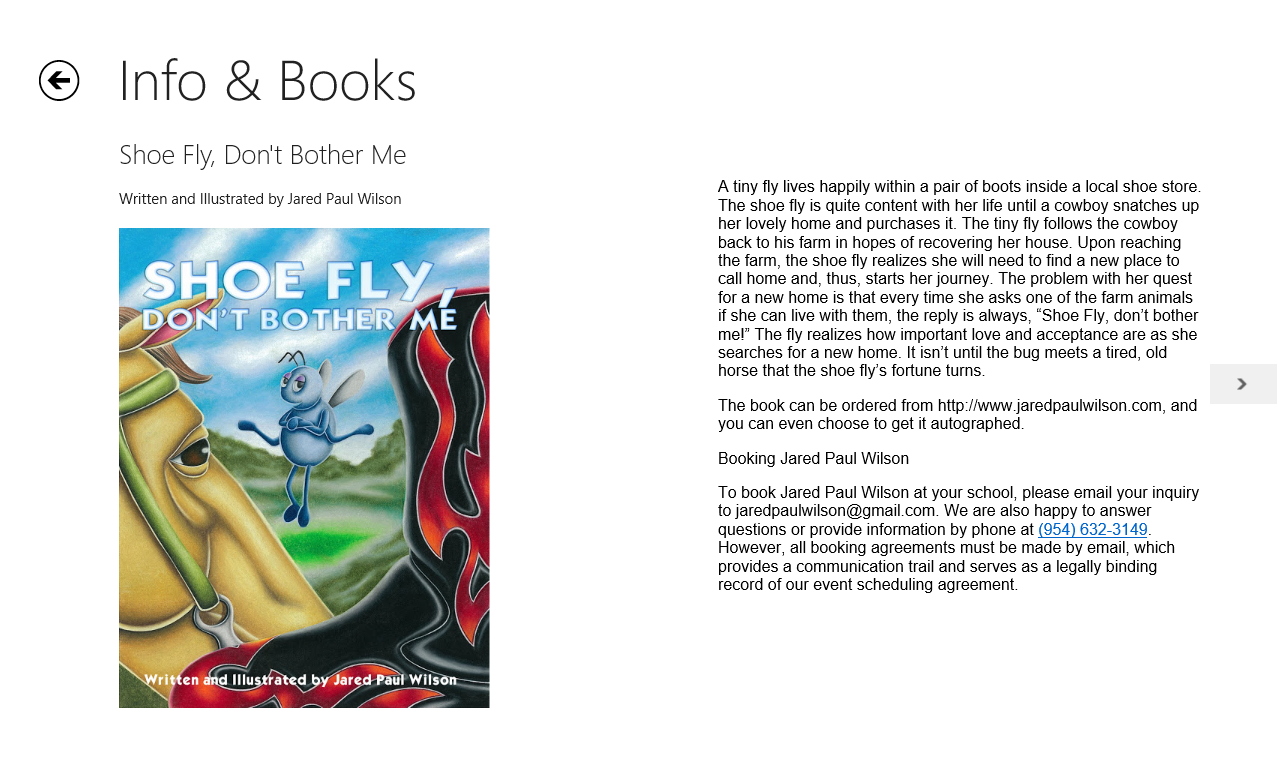 Info & Books
Shoe Fly, Don't Bother Me
Written and Illustrated by Jared Paul Wilson
SHOE FLY,
DON'T BOTHER ME
Written and Illustrated by Jared Paul Wilson
A tiny fly lives happily within a pair of boots inside a local shoe store.
The shoe fly is quite content with her life until a cowboy snatches up
her lovely home and purchases it. The tiny fly follows the cowboy
back to his farm in hopes of recovering her house. Upon reaching
the farm, the shoe fly realizes she will need to find a new place to
call home and, thus, starts her journey. The problem with her quest
for a new home is that every time she asks one of the farm animals
if she can live with them, the reply is always, “Shoe Fly, don’t bother
me!” The fly realizes how important love and acceptance are as she
searches for a new home. It isn’t until the bug meets a tired, old
horse that the shoe fly’s fortune turns.
The book can be ordered from http://www.jaredpaulwilson.com, and
you can even choose to get it autographed.
Booking Jared Paul Wilson
To book Jared Paul Wilson at your school, please email your inquiry
to jaredpaulwilson@gmail.com. We are also happy to answer
questions or provide information by phone at (954) 632-3149.
However, all booking agreements must be made by email, which
provides a communication trail and serves as a legally binding
record of our event scheduling agreement.